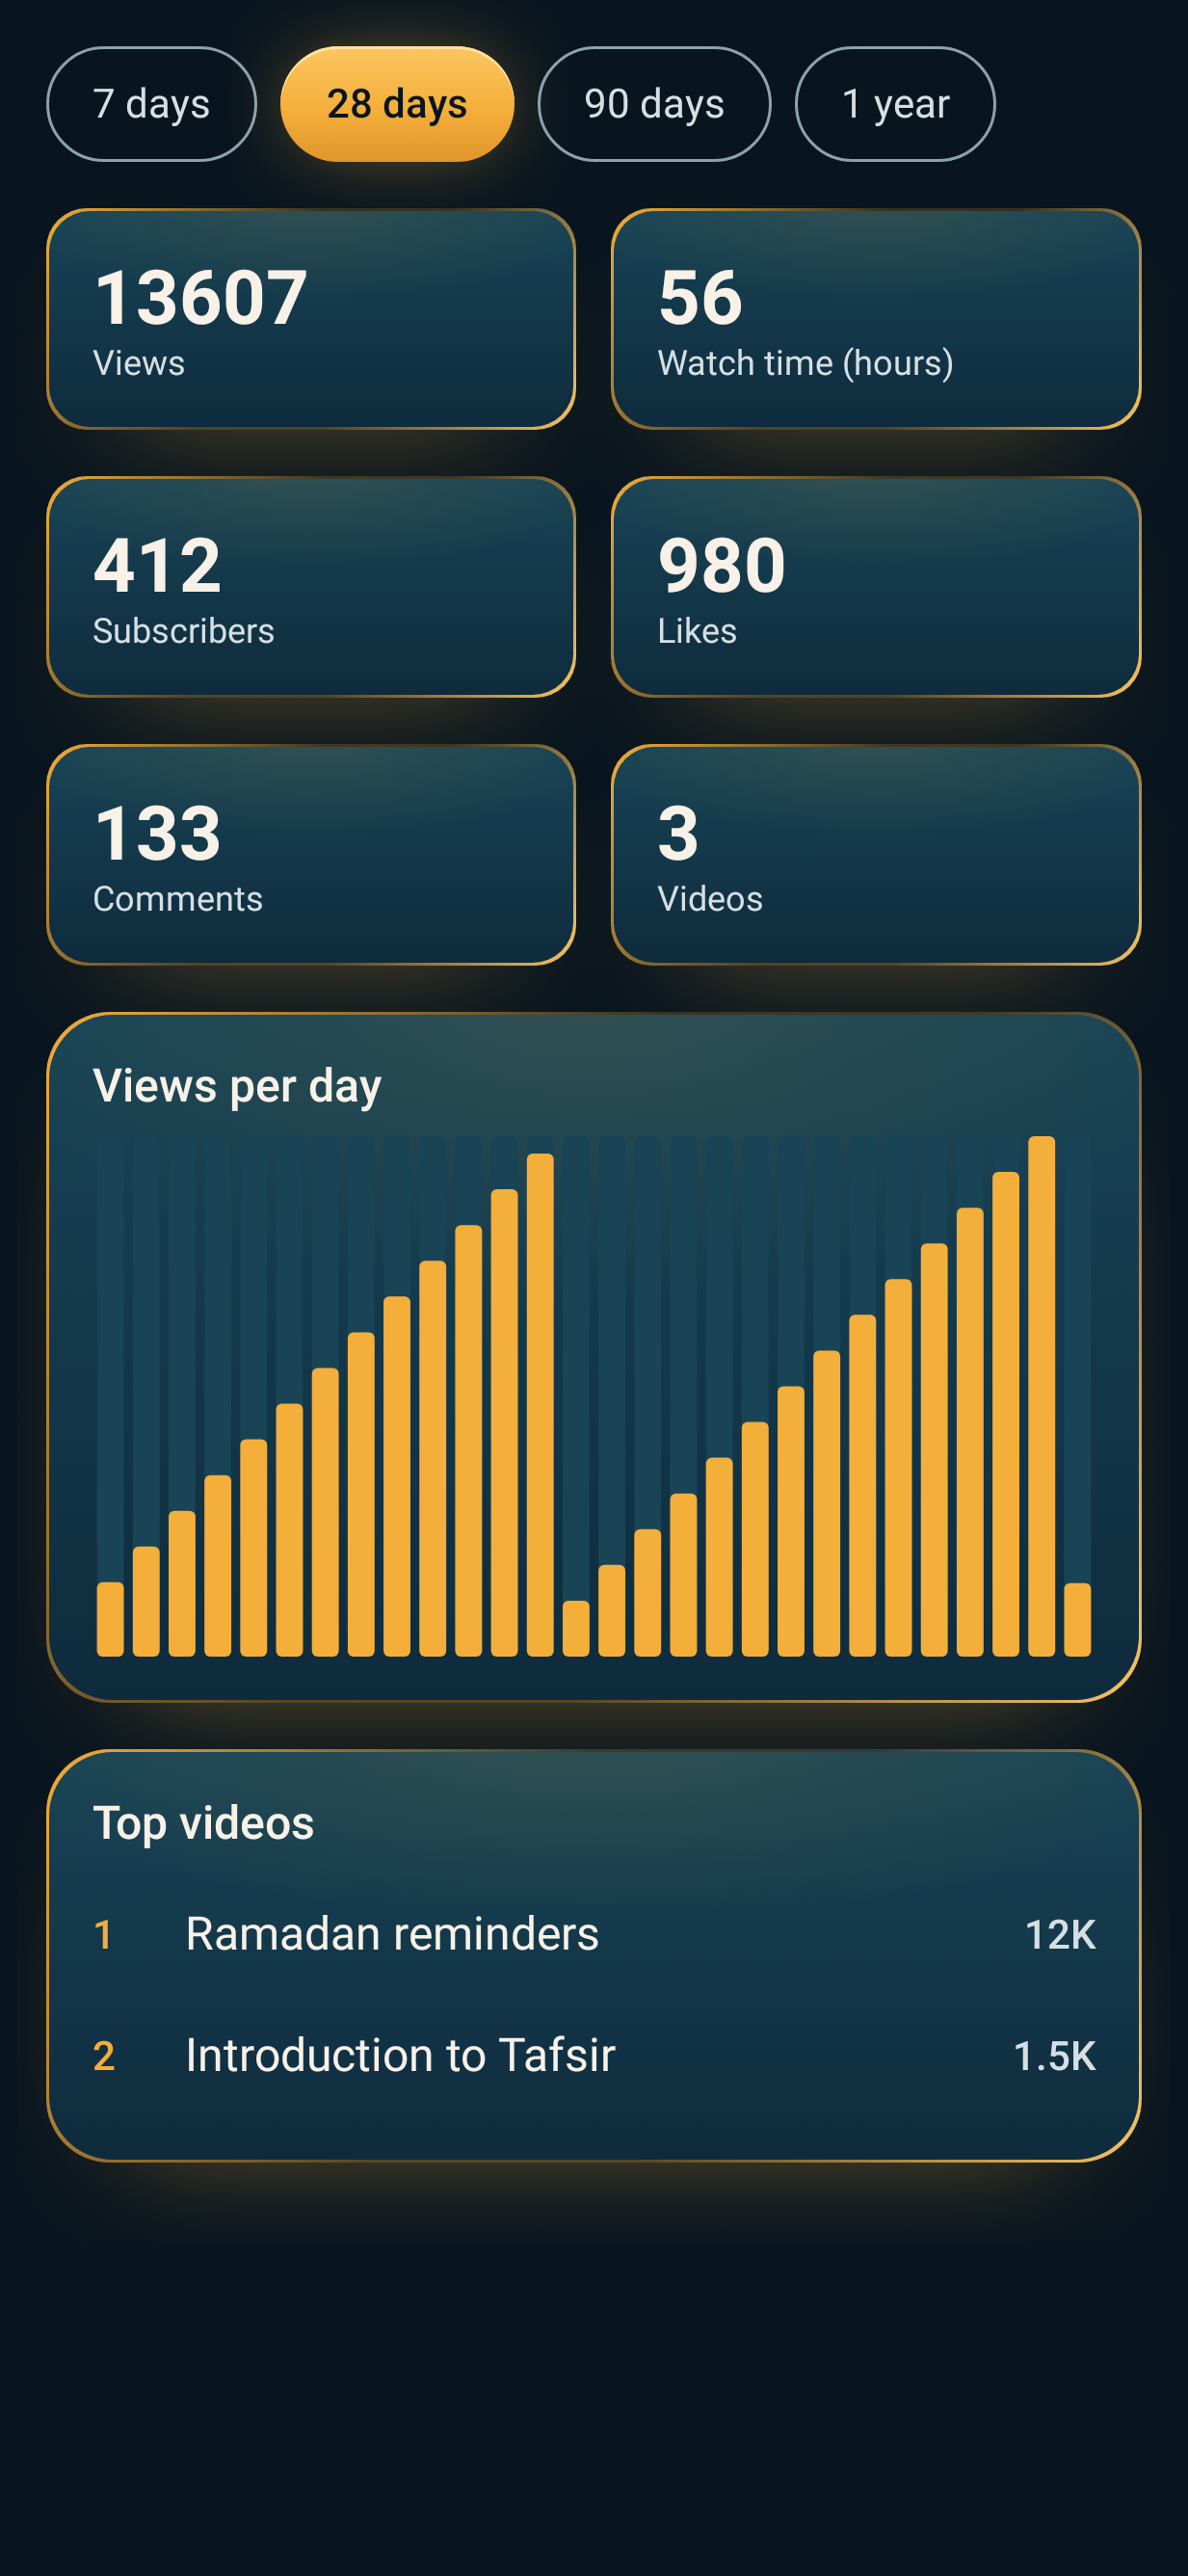 7 days
28 days
90 days
1 year
13607
Views
56
Watch time (hours)
412
Subscribers
980
Likes
133
Comments
3
Videos
Views per day
Top videos
1 Ramadan reminders 12K
2 Introduction to Tafsir 1.5K